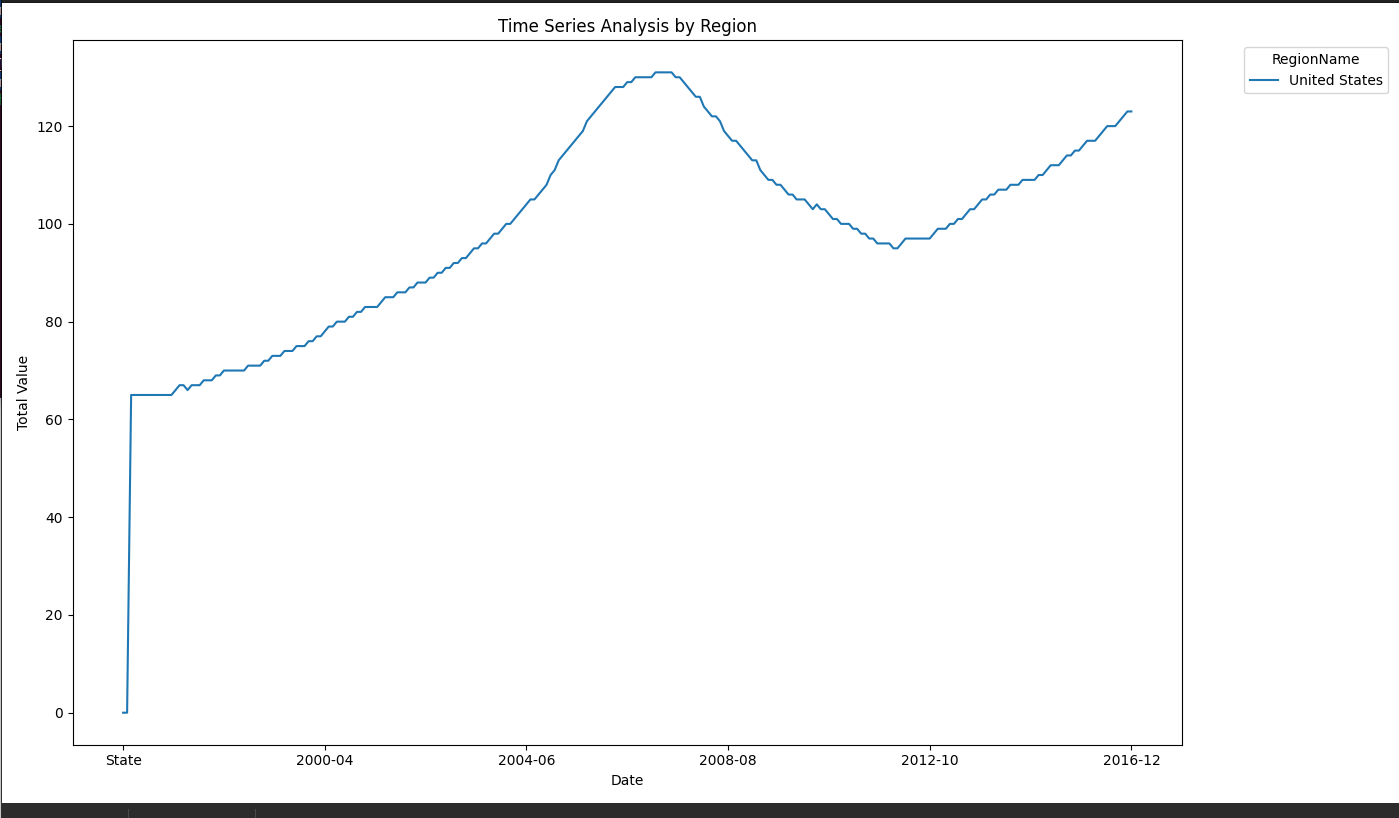 Time Series Analysis by Region
RegionName
United States
Total Value
120
100
80
60
40
20
0
State
2000-04
2004-06
2008-08
2012-10
2016-12
Date